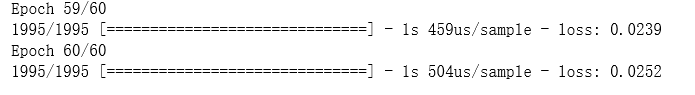 Epoch 59/60
1995/1995 [==============================] - 1s 459us/sample - loss: 0.0239
Epoch 60/60
1995/1995 [==============================] - 1s 504us/sample - loss: 0.0252